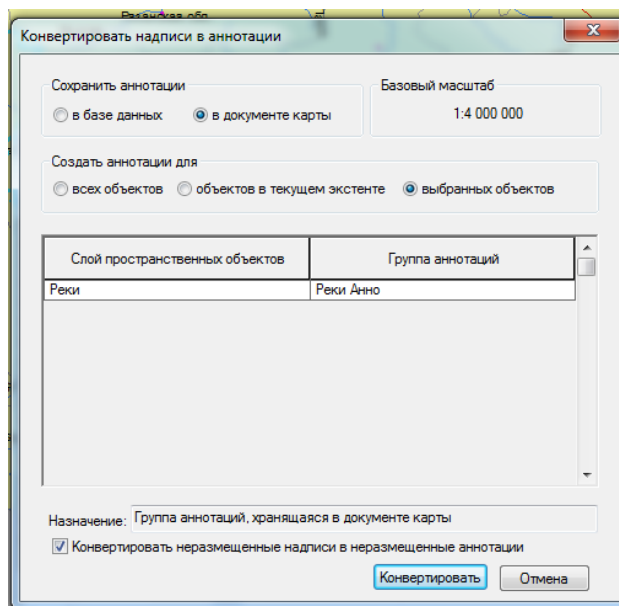 Рязанская обл.
Конвертировать надписи в аннотации
Сохранить аннотации
в базе данных
в документе карты
Базовый масштаб
1:4 000 000
Создать аннотации для
всех объектов
объектов в текущем экстенте
выбранных объектов
Слой пространственных объектов
Группа аннотаций
Реки
Реки Анно
Назначение: Группа аннотаций, хранящаяся в документе карты
Конвертировать неразмещенные надписи в неразмещенные аннотации
Конвертировать
Отмена